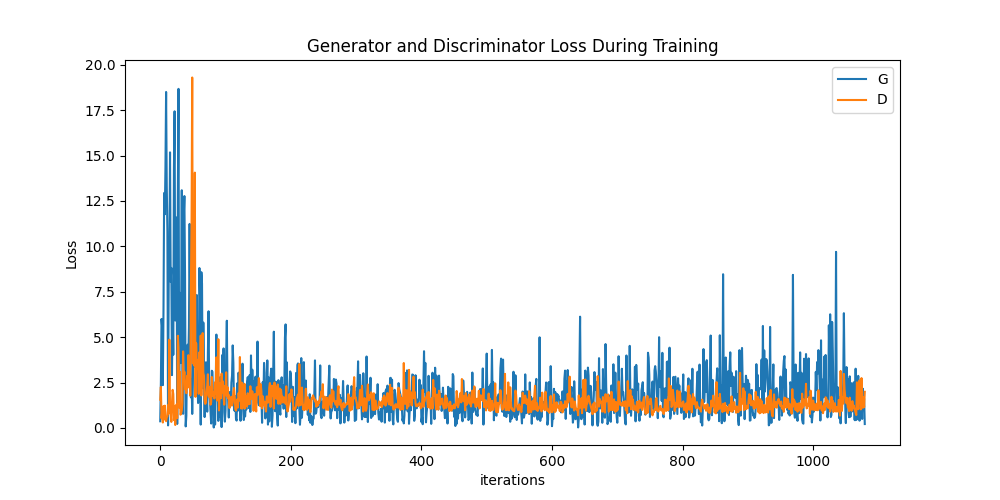 Generator and Discriminator Loss During Training
G
D
20.0
17.5
15.0
12.5
10.0
7.5
5.0
2.5
0.0
Loss
0 200 400 600 800 1000
iterations